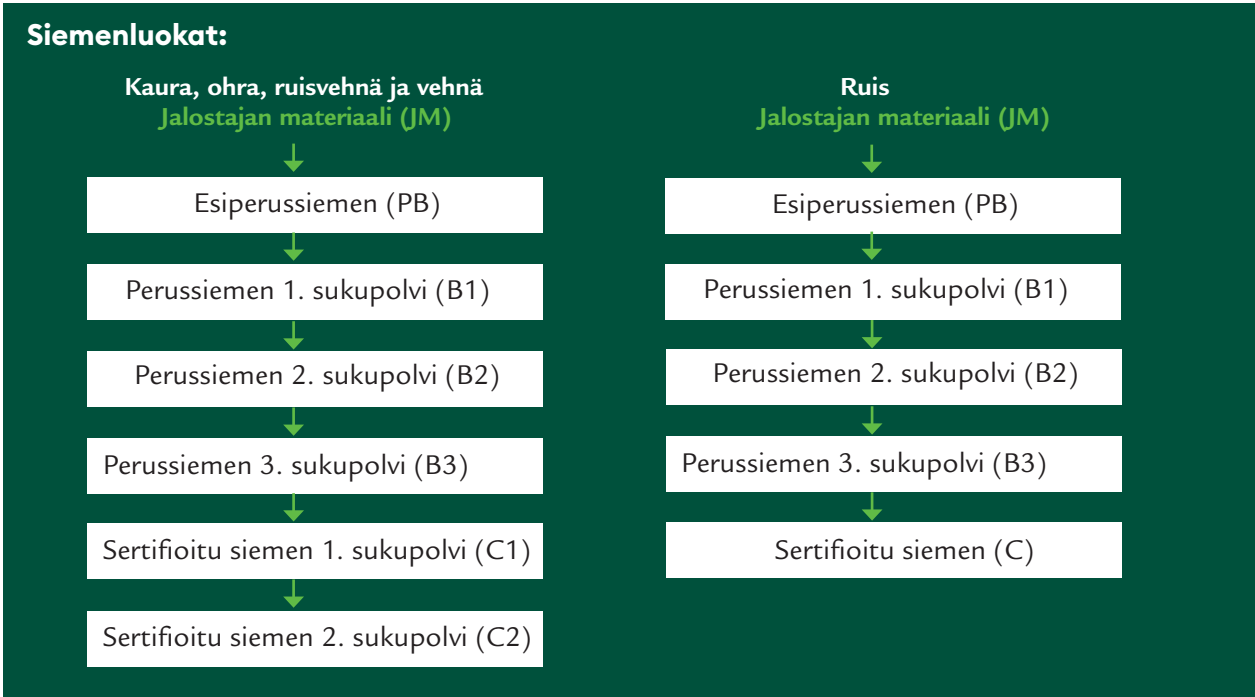 Siemenluokat:
Kaura, ohra, ruisvehnä ja vehnä
Jalostajan materiaali (JM)
Esiperussiemen (PB)
Perussiemen 1. sukupolvi (B1)
Perussiemen 2. sukupolvi (B2)
Perussiemen 3. sukupolvi (B3)
Sertifioitu siemen 1. sukupolvi (C1)
Sertifioitu siemen 2. sukupolvi (C2)
Ruis
Jalostajan materiaali (JM)
Esiperussiemen (PB)
Perussiemen 1. sukupolvi (B1)
Perussiemen 2. sukupolvi (B2)
Perussiemen 3. sukupolvi (B3)
Sertifioitu siemen (C)